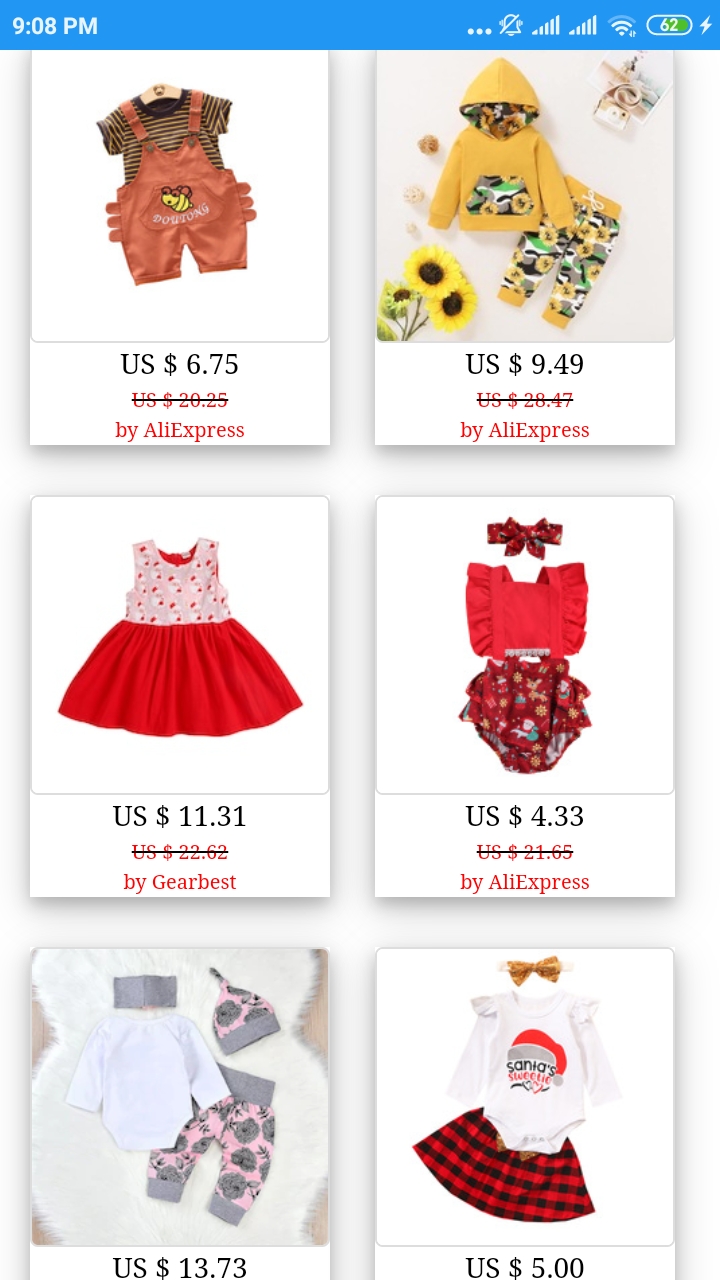 9:08 PM
62
DOUTONG
US $ 6.75
US $ 20.25
by AliExpress
US $ 9.49
US $ 28.47
by AliExpress
US $ 11.31
US $ 22.62
by Gearbest
US $ 4.33
US $ 21.65
by AliExpress
santa's
sweetie
US $ 13.73
US $ 5.00